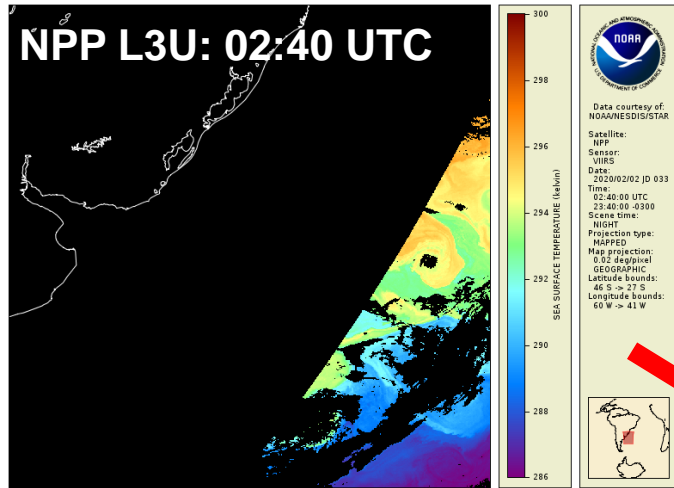 NPP L3U: 02:40 UTC
300
298
296
294
292
290
288
286
SEA SURFACE TEMPERATURE (kelvin)
NATIONAL OCEANIC AND ATMOSPHERIC ADMINISTRATION
NOAA
U.S. DEPARTMENT OF COMMERCE
Data courtesy of:
NOAA/NESDIS/STAR
Satellite:
NPP
Sensor:
VIIRS
Date:
2020/02/02 JD 033
Time:
02:40:00 UTC
23:40:00 -0300
Scene time:
NIGHT
Projection type:
MAPPED
Map projection:
0.02 deg/pixel
GEOGRAPHIC
Latitude bounds:
46 S -> 27 S
Longitude bounds:
60 W -> 41 W